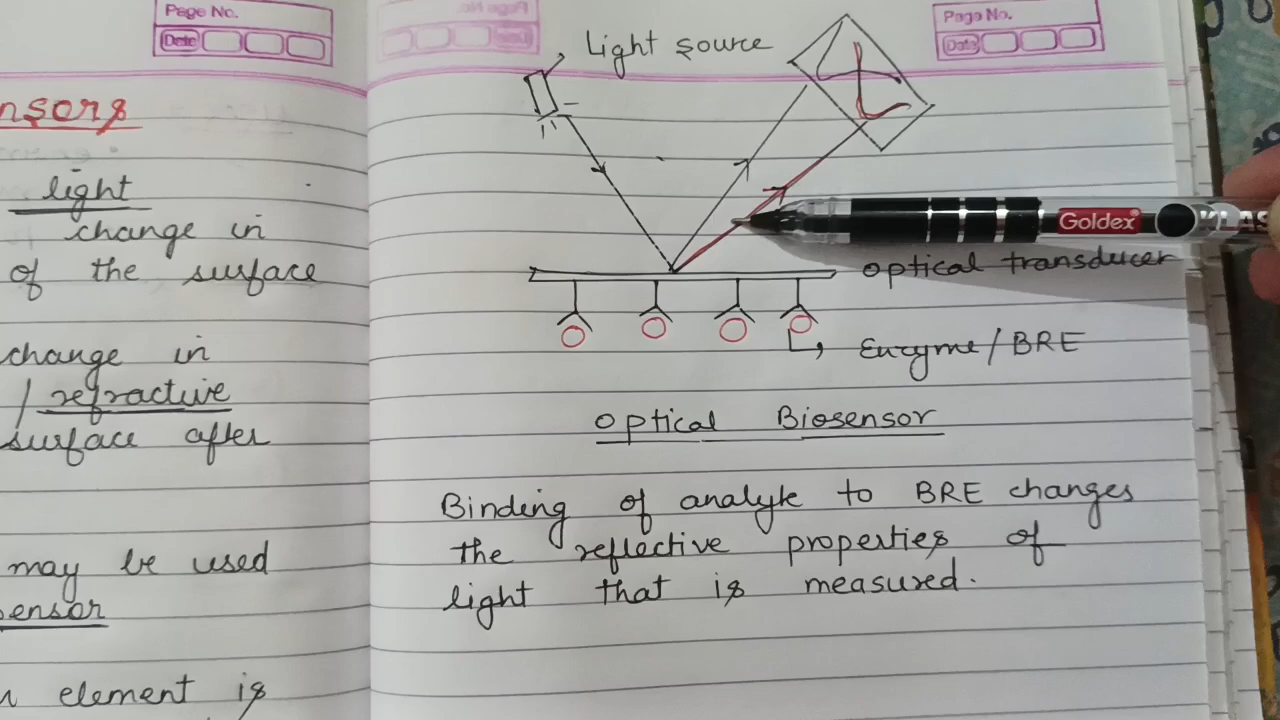 Page No.
Date
nsors
light
change in
of the surface
change in
/ refractive
surface after
may be used
ensor
element is
Page No.
Date
Light source
optical transducer
Enzyme/BRE
Optical Biosensor
Binding of analyte to BRE changes
the reflective properties of
light that is measured.
Goldex
KLAS